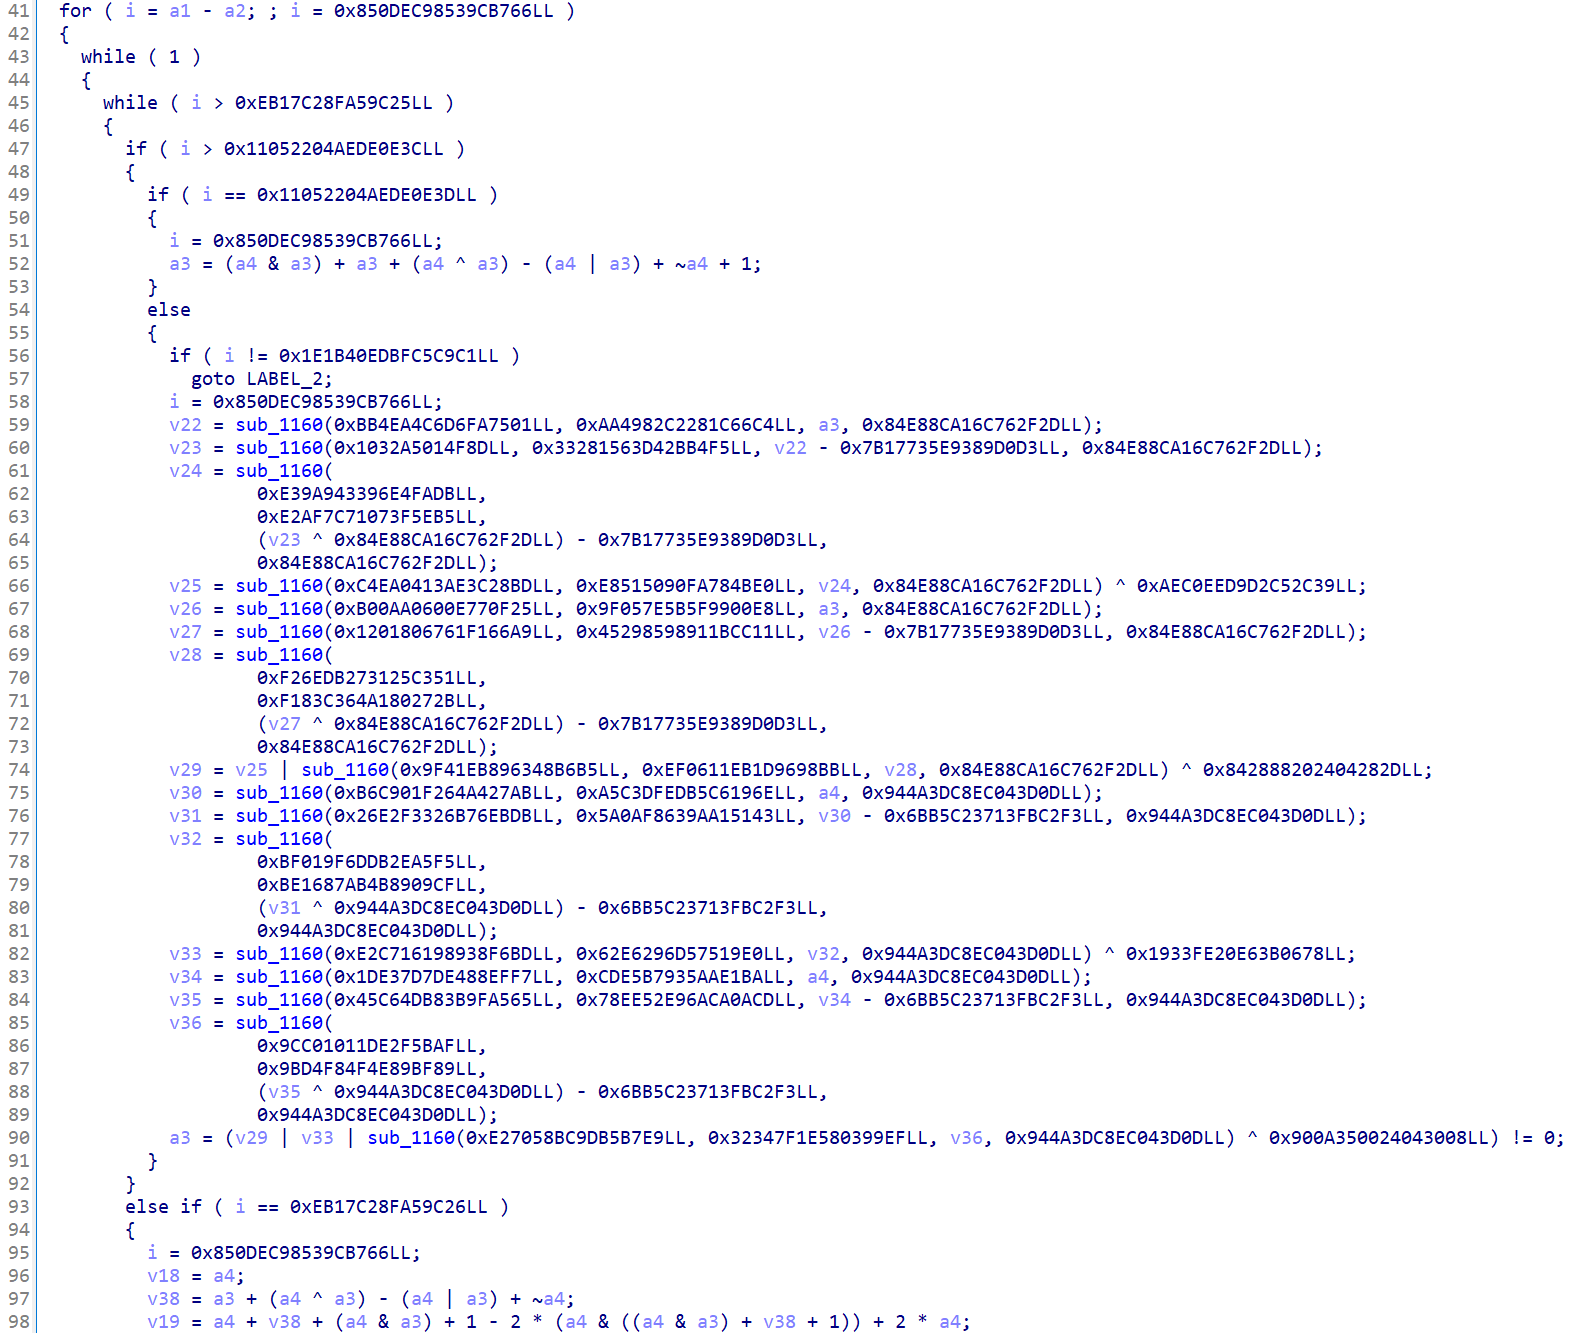 41 for ( i = a1 - a2; ; i = 0x850DEC98539CB766LL )
42 {
43 while ( 1 )
44 {
45 while ( i > 0xEB17C28FA59C25LL )
46 {
47 if ( i > 0x11052204AEDE0E3CLL )
48 {
49 if ( i == 0x11052204AEDE0E3DLL )
50 {
51 i = 0x850DEC98539CB766LL;
52 a3 = (a4 & a3) + a3 + (a4 ^ a3) - (a4 | a3) + ~a4 + 1;
53 }
54 else
55 {
56 if ( i != 0x1E1B40EDBFC5C9C1LL )
57 goto LABEL_2;
58 i = 0x850DEC98539CB766LL;
59 v22 = sub_1160(0xBB4EA4C6D6FA7501LL, 0xAA4982C2281C66C4LL, a3, 0x84E88CA16C762F2DLL);
60 v23 = sub_1160(0x1032A5014F8DLL, 0x33281563D42BB4F5LL, v22 - 0x7B17735E9389D0D3LL, 0x84E88CA16C762F2DLL);
61 v24 = sub_1160(
62 0xE39A943396E4FADBLL,
63 0xE2AF7C71073F5EB5LL,
64 (v23 ^ 0x84E88CA16C762F2DLL) - 0x7B17735E9389D0D3LL,
65 0x84E88CA16C762F2DLL);
66 v25 = sub_1160(0xC4EA0413AE3C28BDLL, 0xE8515090FA784BE0LL, v24, 0x84E88CA16C762F2DLL) ^ 0xAEC0EED9D2C52C39LL;
67 v26 = sub_1160(0xB00AA0600E770F25LL, 0x9F057E5B5F9900E8LL, a3, 0x84E88CA16C762F2DLL);
68 v27 = sub_1160(0x1201806761F166A9LL, 0x45298598911BCC11LL, v26 - 0x7B17735E9389D0D3LL, 0x84E88CA16C762F2DLL);
69 v28 = sub_1160(
70 0xF26EDB273125C351LL,
71 0xF183C364A180272BLL,
72 (v27 ^ 0x84E88CA16C762F2DLL) - 0x7B17735E9389D0D3LL,
73 0x84E88CA16C762F2DLL);
74 v29 = v25 | sub_1160(0x9F41EB896348B6B5LL, 0xEF0611EB1D9698BBLL, v28, 0x84E88CA16C762F2DLL) ^ 0x842888202404282DLL;
75 v30 = sub_1160(0xB6C901F264A427ABLL, 0xA5C3DFEDB5C6196ELL, a4, 0x944A3DC8EC043D0DLL);
76 v31 = sub_1160(0x26E2F3326B76EBDBLL, 0x5A0AF8639AA15143LL, v30 - 0x6BB5C23713FBC2F3LL, 0x944A3DC8EC043D0DLL);
77 v32 = sub_1160(
78 0xBF019F6DDB2EA5F5LL,
79 0xBE1687AB4B8909CFLL,
80 (v31 ^ 0x944A3DC8EC043D0DLL) - 0x6BB5C23713FBC2F3LL,
81 0x944A3DC8EC043D0DLL);
82 v33 = sub_1160(0xE2C716198938F6BDLL, 0x62E6296D57519E0LL, v32, 0x944A3DC8EC043D0DLL) ^ 0x1933FE20E63B0678LL;
83 v34 = sub_1160(0x1DE37D7DE488EFF7LL, 0xCDE5B7935AAE1BALL, a4, 0x944A3DC8EC043D0DLL);
84 v35 = sub_1160(0x45C64DB83B9FA565LL, 0x78EE52E96ACA0ACDLL, v34 - 0x6BB5C23713FBC2F3LL, 0x944A3DC8EC043D0DLL);
85 v36 = sub_1160(
86 0x9CC01011DE2F5BAFLL,
87 0x9BD4F84F4E89BF89LL,
88 (v35 ^ 0x944A3DC8EC043D0DLL) - 0x6BB5C23713FBC2F3LL,
89 0x944A3DC8EC043D0DLL);
90 a3 = (v29 | v33 | sub_1160(0xE27058BC9DB5B7E9LL, 0x32347F1E580399EFLL, v36, 0x944A3DC8EC043D0DLL) ^ 0x900A350024043008LL) != 0;
91 }
92 }
93 else if ( i == 0xEB17C28FA59C26LL )
94 {
95 i = 0x850DEC98539CB766LL;
96 v18 = a4;
97 v38 = a3 + (a4 ^ a3) - (a4 | a3) + ~a4;
98 v19 = a4 + v38 + (a4 & a3) + 1 - 2 * (a4 & ((a4 & a3) + v38 + 1)) + 2 * a4;